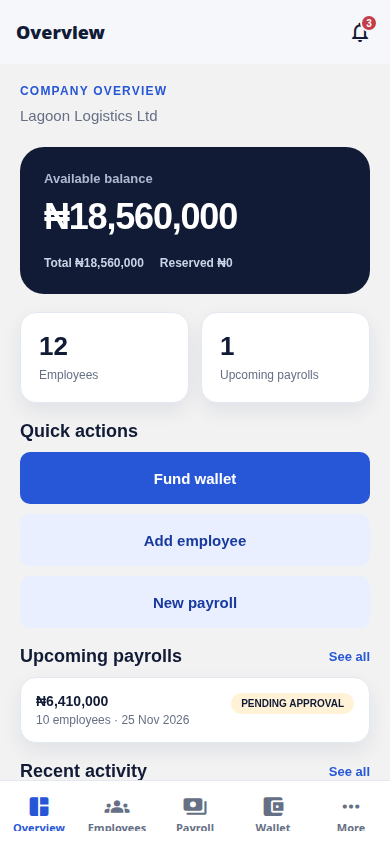 Overview
3
COMPANY OVERVIEW
Lagoon Logistics Ltd
Available balance
₦18,560,000
Total ₦18,560,000 Reserved ₦0
12
Employees
1
Upcoming payrolls
Quick actions
Fund wallet
Add employee
New payroll
Upcoming payrolls See all
₦6,410,000 PENDING APPROVAL
10 employees · 25 Nov 2026
Recent activity See all
Overview Employees Payroll Wallet More